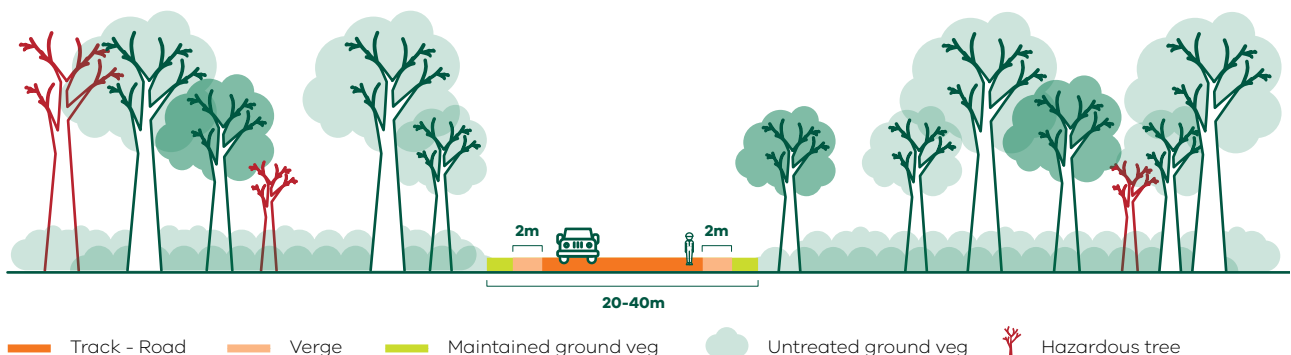 2m
2m
20-40m
Track - Road
Verge
Maintained ground veg
Untreated ground veg
Hazardous tree